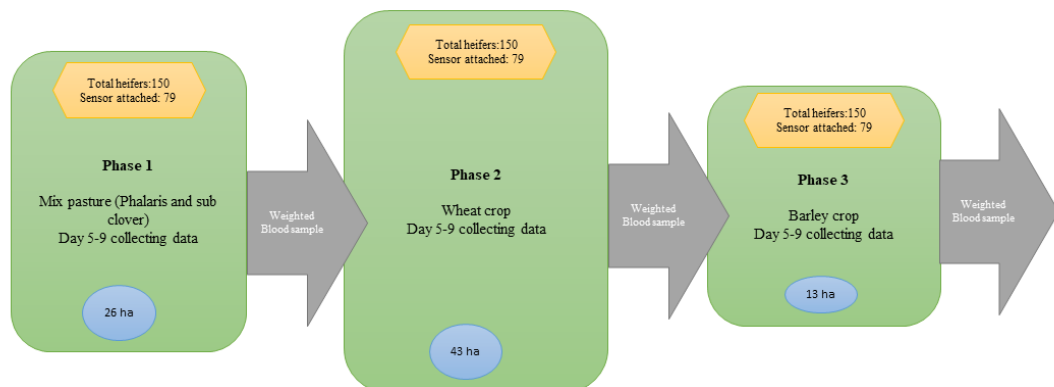 Total heifers:150
Sensor attached: 79
Phase 1
Mix pasture (Phalaris and sub
clover)
Day 5-9 collecting data
26 ha
Weighted
Blood sample
Total heifers:150
Sensor attached: 79
Phase 2
Wheat crop
Day 5-9 collecting data
43 ha
Weighted
Blood sample
Total heifers:150
Sensor attached: 79
Phase 3
Barley crop
Day 5-9 collecting data
13 ha
Weighted
Blood sample